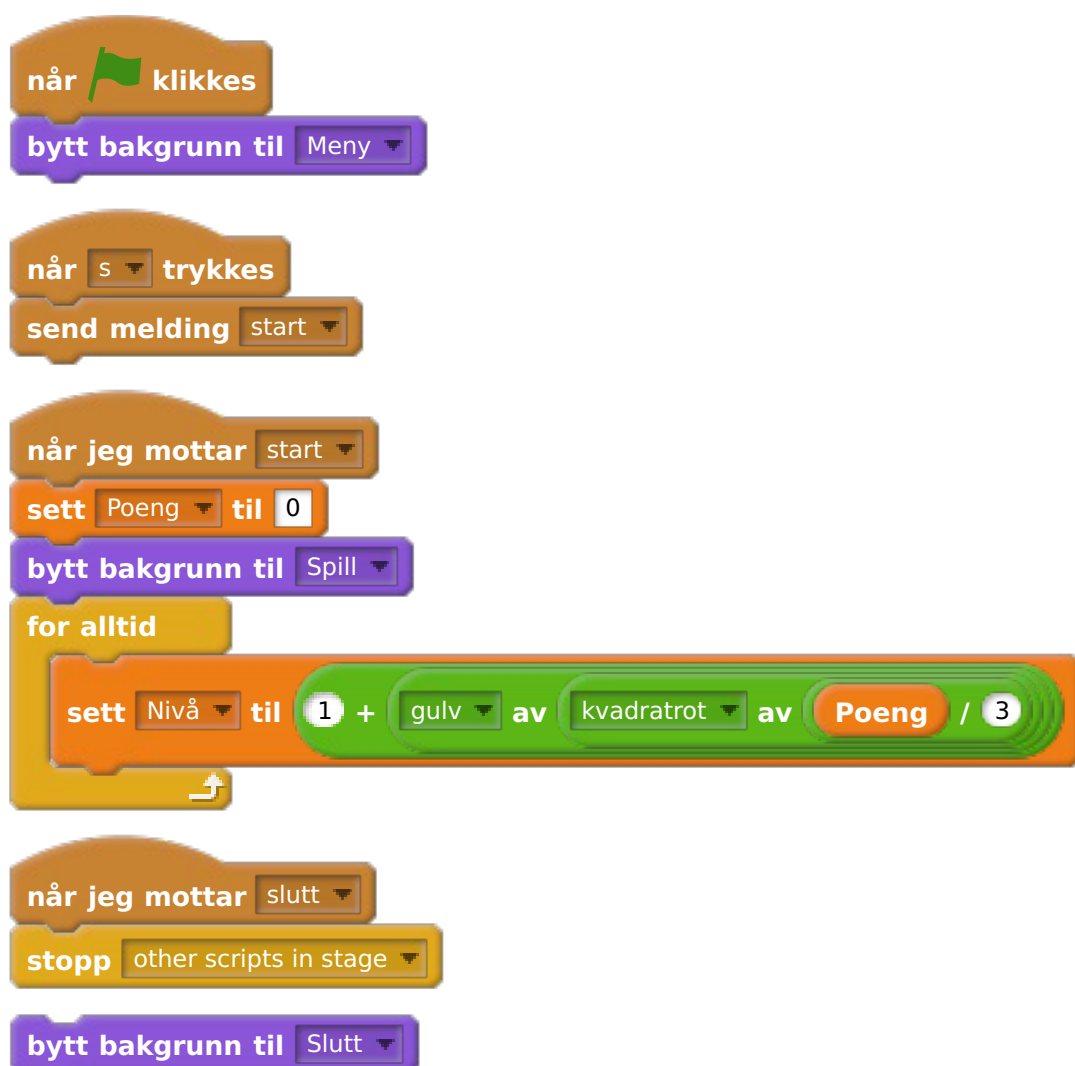 når klikkes
bytt bakgrunn til Meny
når s trykkes
send melding start
når jeg mottar start
sett Poeng til 0
bytt bakgrunn til Spill
for alltid
sett Nivå til 1 + gulv av kvadratrot av Poeng / 3
når jeg mottar slutt
stopp other scripts in stage
bytt bakgrunn til Slutt